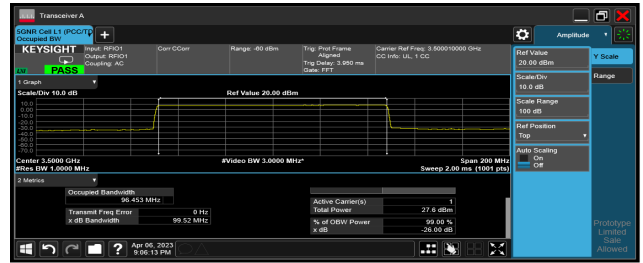 Transceiver A
5GNR Cell L1 (PCC/TD
Occupied BW
Amplitude
KEYSIGHT
LXI
PASS
Input: RFIO1
Output: RFIO1
Coupling: AC
Corr CCorr
Range: -60 dBm
Trig: Prot Frame
Aligned
Trig Delay: 3.950 ms
Gate: FFT
Carrier Ref Freq: 3.500010000 GHz
CC Info: UL, 1 CC
Ref Value
20.00 dBm
Y Scale
1 Graph
Scale/Div
10.0 dB
Range
Scale/Div 10.0 dB
Ref Value 20.00 dBm
Scale Range
100 dB
10.0
0.0
-10.0
-20.0
-30.0
-40.0
-50.0
-60.0
-70.0
Ref Position
Top
Auto Scaling
On
Off
Center 3.5000 GHz
#Video BW 3.0000 MHz*
Span 200 MHz
#Res BW 1.0000 MHz
Sweep 2.00 ms (1001 pts)
2 Metrics
Occupied Bandwidth
96.453 MHz
Active Carrier(s) 1
Total Power 27.6 dBm
Transmit Freq Error 0 Hz
x dB Bandwidth 99.52 MHz
% of OBW Power 99.00 %
x dB -26.00 dB
Prototype
Limited
Sale
Allowed
Apr 06, 2023
9:06:13 PM